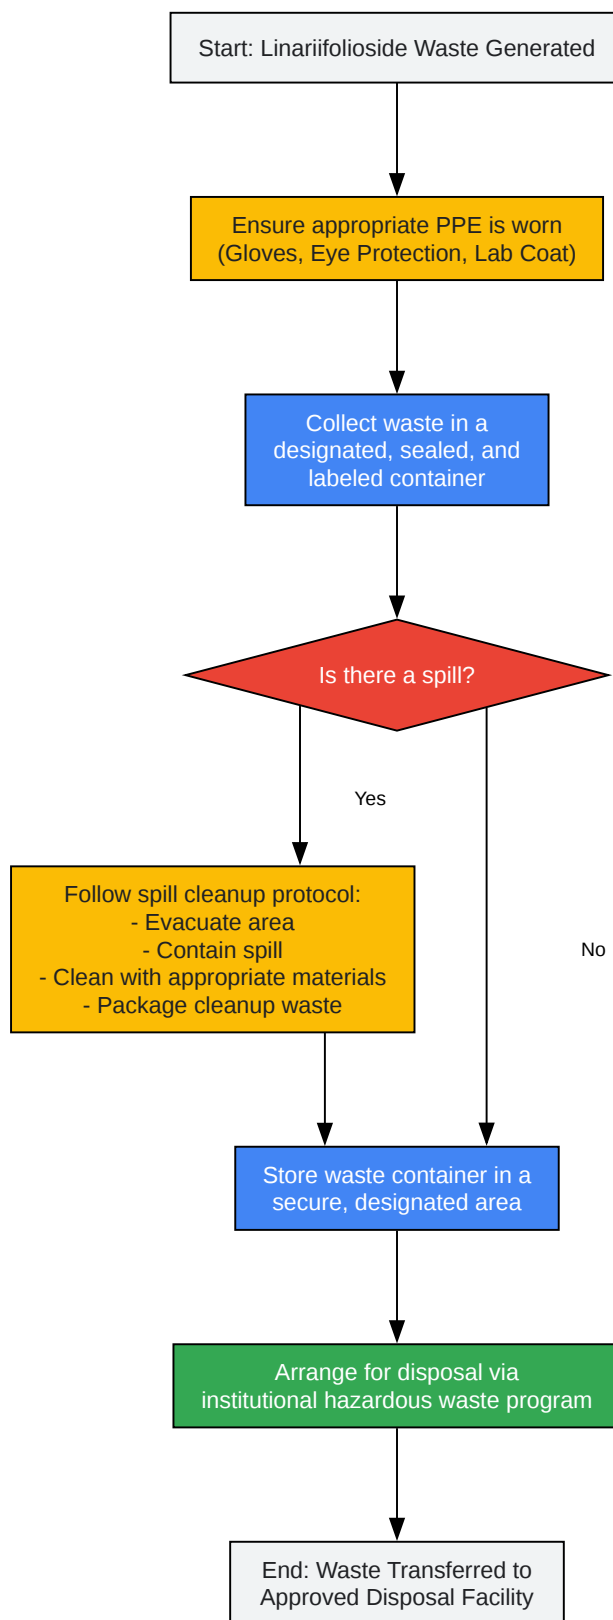 Start: Linariifolioside Waste Generated
Ensure appropriate PPE is worn
(Gloves, Eye Protection, Lab Coat)
Collect waste in a
designated, sealed, and
labeled container
Is there a spill?
Yes
Follow spill cleanup protocol:
- Evacuate area
- Contain spill
- Clean with appropriate materials
- Package cleanup waste
No
Store waste container in a
secure, designated area
Arrange for disposal via
institutional hazardous waste program
End: Waste Transferred to
Approved Disposal Facility